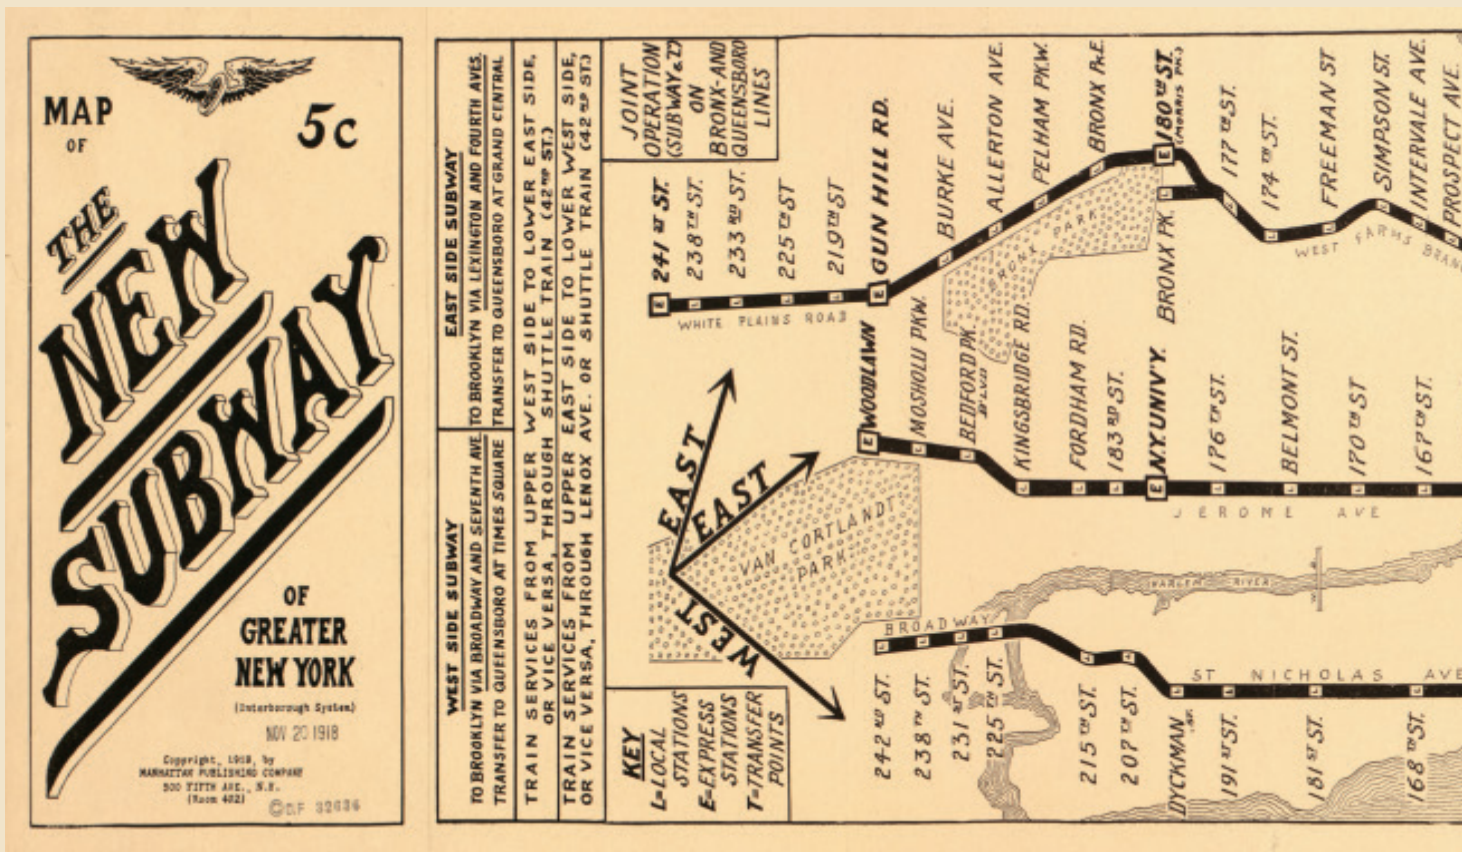 MAP
OF
5c
THE
NEW
SUBWAY
OF
GREATER
NEW YORK
(Interborough System)
NOV 20 1918
Copyright, 1918, by
MANHATTAN PUBLISHING COMPANY
500 FIFTH AVE., N.Y.
(Room 402)
EAST SIDE SUBWAY
TO BROOKLYN VIA LEXINGTON AND FOURTH AVES.
TRANSFER TO QUEENSBORO AT GRAND CENTRAL
WEST SIDE SUBWAY
TO BROOKLYN VIA BROADWAY AND SEVENTH AVE.
TRANSFER TO QUEENSBORO AT TIMES SQUARE
TRAIN SERVICES FROM UPPER WEST SIDE TO LOWER EAST SIDE,
OR VICE VERSA, THROUGH SHUTTLE TRAIN (42ND ST.)
TRAIN SERVICES FROM UPPER EAST SIDE TO LOWER WEST SIDE,
OR VICE VERSA, THROUGH LENOX AVE. OR SHUTTLE TRAIN (42ND ST.)
JOINT
OPERATION
(SUBWAY & "L")
ON
BRONX-AND
QUEENSBORO
LINES
KEY
L=LOCAL
STATIONS
E=EXPRESS
STATIONS
T=TRANSFER
POINTS
EAST
EAST
WEST
241ST ST.
238TH ST.
233RD ST.
225TH ST
219TH ST
GUN HILL RD.
BURKE AVE.
ALLERTON AVE.
PELHAM PKW.
BRONX Pk.E.
E 180TH ST.
(MORRIS PK.)
177TH ST.
174TH ST.
FREEMAN ST
SIMPSON ST.
INTERVALE AVE.
PROSPECT AVE.
WHITE PLAINS ROAD
BRONX PARK
BRONX PK.
WEST FARMS BRANC
WOODLAWN
MOSHOLU PKW.
BEDFORD PK.
BLVD
KINGSBRIDGE RD.
FORDHAM RD.
183RD ST.
N.Y.UNIV'Y.
176TH ST.
BELMONT ST.
170TH ST
167TH ST.
JEROME AVE
VAN CORTLANDT
PARK
HARLEM RIVER
BROADWAY
ST NICHOLAS AVE
242ND ST.
238TH ST.
231ST ST.
225TH ST.
215TH ST.
207TH ST.
DYCKMAN
191ST ST.
181ST ST.
168TH ST.